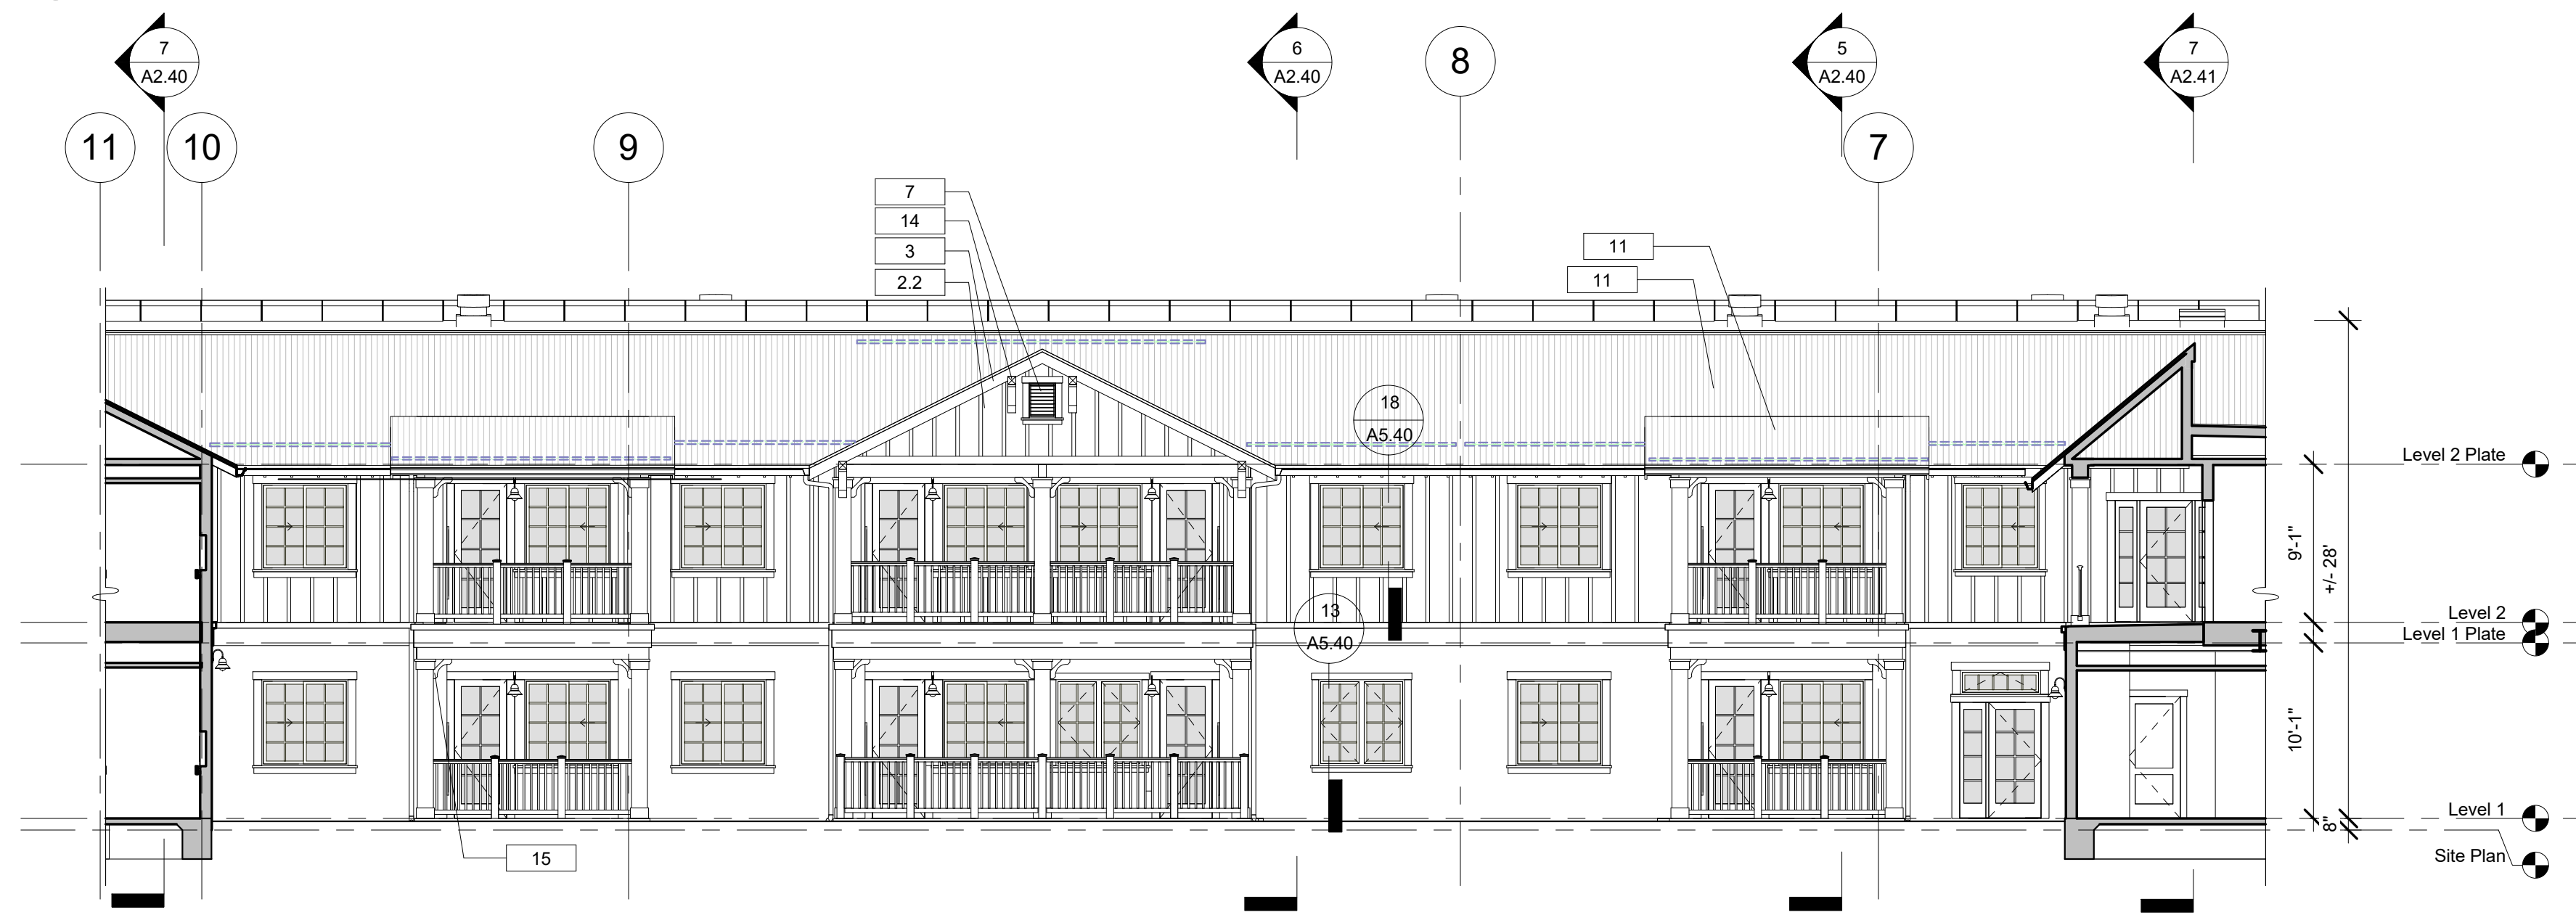 7
A2.40
6
A2.40
8
5
A2.40
7
A2.41
11
10
9
7
7
14
3
2.2
11
11
18
A5.40
13
A5.40
15
Level 2 Plate
Level 2
Level 1 Plate
Level 1
Site Plan
9'-1"
+/- 28'
10'-1"
8"